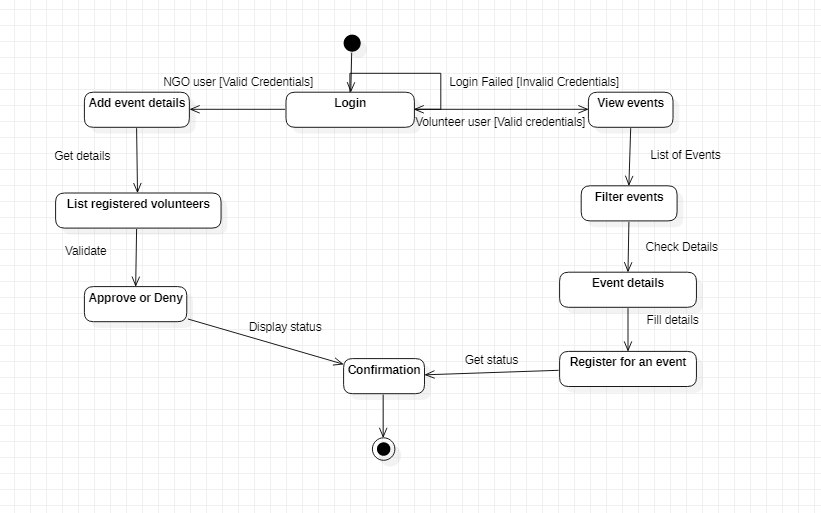 NGO user [Valid Credentials]
Login Failed [Invalid Credentials]
Add event details
Login
View events
Volunteer user [Valid credentials]
Get details
List of Events
List registered volunteers
Filter events
Validate
Check Details
Event details
Approve or Deny
Fill details
Display status
Get status
Register for an event
Confirmation